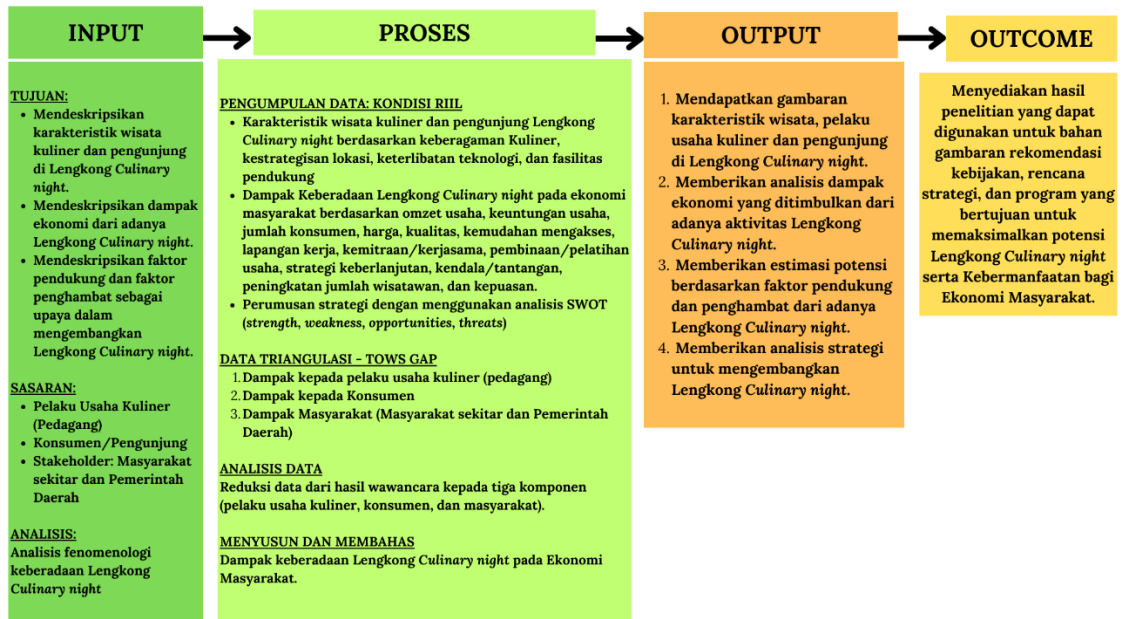 INPUT
TUJUAN:
• Mendeskripsikan
karakteristik wisata
kuliner dan pengunjung
di Lengkong Culinary
night.
• Mendeskripsikan dampak
ekonomi dari adanya
Lengkong Culinary night.
• Mendeskripsikan faktor
pendukung dan faktor
penghambat sebagai
upaya dalam
mengembangkan
Lengkong Culinary night.
SASARAN:
• Pelaku Usaha Kuliner
(Pedagang)
• Konsumen/Pengunjung
• Stakeholder: Masyarakat
sekitar dan Pemerintah
Daerah
ANALISIS:
Analisis fenomenologi
keberadaan Lengkong
Culinary night
PROSES
PENGUMPULAN DATA: KONDISI RIIL
• Karakteristik wisata kuliner dan pengunjung Lengkong
Culinary night berdasarkan keberagaman Kuliner,
kestrategisan lokasi, keterlibatan teknologi, dan fasilitas
pendukung
• Dampak Keberadaan Lengkong Culinary night pada ekonomi
masyarakat berdasarkan omzet usaha, keuntungan usaha,
jumlah konsumen, harga, kualitas, kemudahan mengakses,
lapangan kerja, kemitraan/kerjasama, pembinaan/pelatihan
usaha, strategi keberlanjutan, kendala/tantangan,
peningkatan jumlah wisatawan, dan kepuasan.
• Perumusan strategi dengan menggunakan analisis SWOT
(strength, weakness, opportunities, threats)
DATA TRIANGULASI - TOWS GAP
1. Dampak kepada pelaku usaha kuliner (pedagang)
2. Dampak kepada Konsumen
3. Dampak Masyarakat (Masyarakat sekitar dan Pemerintah
Daerah)
ANALISIS DATA
Reduksi data dari hasil wawancara kepada tiga komponen
(pelaku usaha kuliner, konsumen, dan masyarakat).
MENYUSUN DAN MEMBAHAS
Dampak keberadaan Lengkong Culinary night pada Ekonomi
Masyarakat.
OUTPUT
1. Mendapatkan gambaran
karakteristik wisata, pelaku
usaha kuliner dan pengunjung
di Lengkong Culinary night.
2. Memberikan analisis dampak
ekonomi yang ditimbulkan dari
adanya aktivitas Lengkong
Culinary night.
3. Memberikan estimasi potensi
berdasarkan faktor pendukung
dan penghambat dari adanya
Lengkong Culinary night.
4. Memberikan analisis strategi
untuk mengembangkan
Lengkong Culinary night.
OUTCOME
Menyediakan hasil
penelitian yang dapat
digunakan untuk bahan
gambaran rekomendasi
kebijakan, rencana
strategi, dan program yang
bertujuan untuk
memaksimalkan potensi
Lengkong Culinary night
serta Kebermanfaatan bagi
Ekonomi Masyarakat.